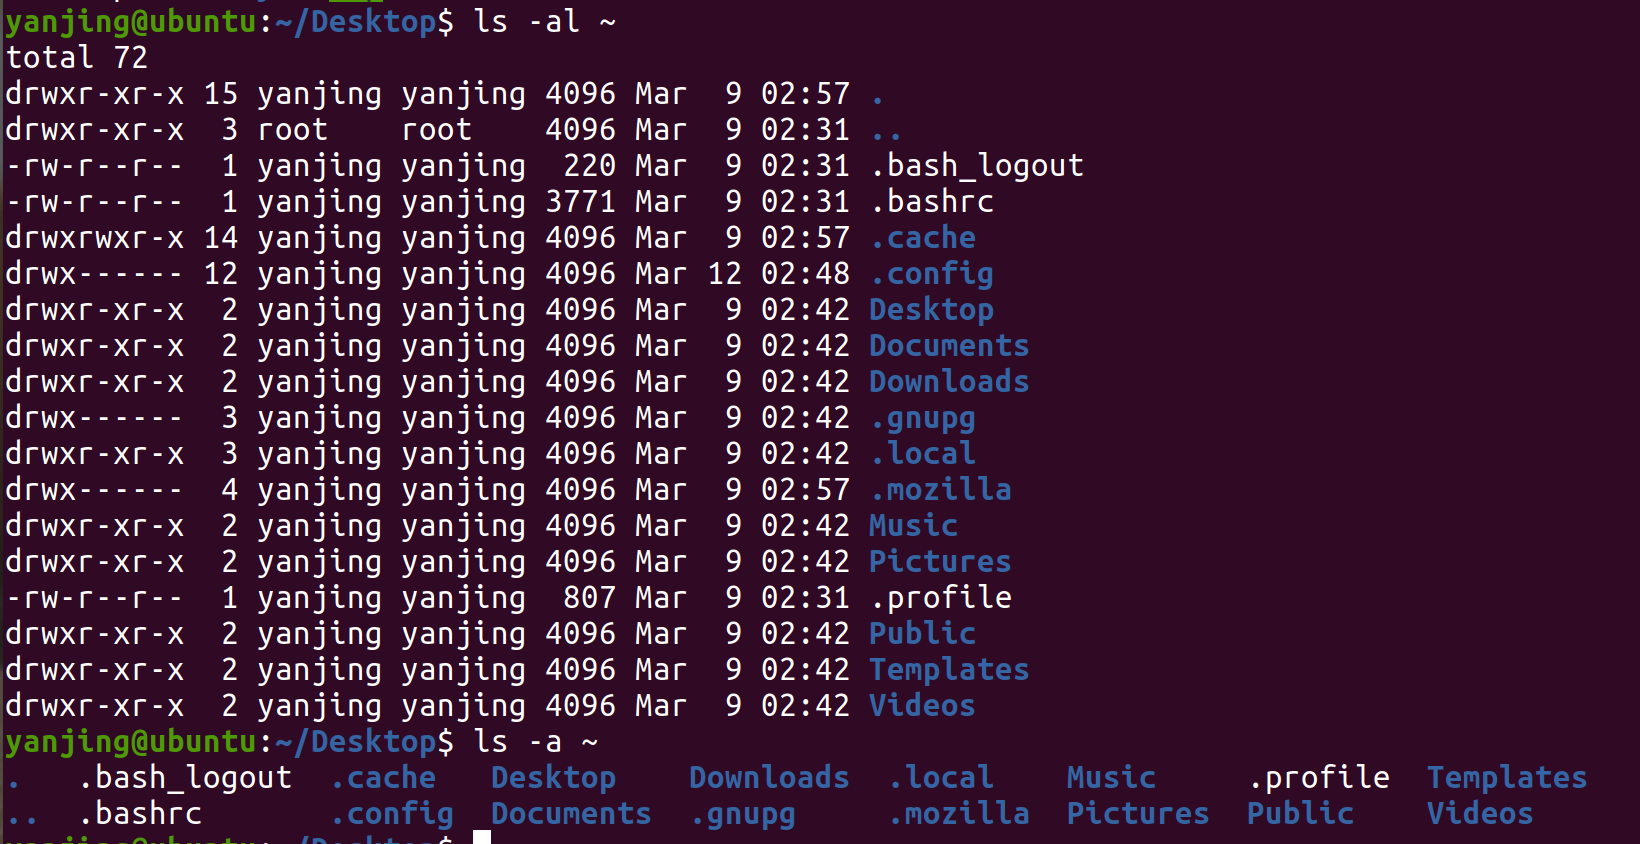 yanjing@ubuntu:~/Desktop$ ls -al ~
total 72
drwxr-xr-x 15 yanjing yanjing 4096 Mar  9 02:57 .
drwxr-xr-x  3 root    root    4096 Mar  9 02:31 ..
-rw-r--r--  1 yanjing yanjing  220 Mar  9 02:31 .bash_logout
-rw-r--r--  1 yanjing yanjing 3771 Mar  9 02:31 .bashrc
drwxrwxr-x 14 yanjing yanjing 4096 Mar  9 02:57 .cache
drwx------ 12 yanjing yanjing 4096 Mar 12 02:48 .config
drwxr-xr-x  2 yanjing yanjing 4096 Mar  9 02:42 Desktop
drwxr-xr-x  2 yanjing yanjing 4096 Mar  9 02:42 Documents
drwxr-xr-x  2 yanjing yanjing 4096 Mar  9 02:42 Downloads
drwx------  3 yanjing yanjing 4096 Mar  9 02:42 .gnupg
drwxr-xr-x  3 yanjing yanjing 4096 Mar  9 02:42 .local
drwx------  4 yanjing yanjing 4096 Mar  9 02:57 .mozilla
drwxr-xr-x  2 yanjing yanjing 4096 Mar  9 02:42 Music
drwxr-xr-x  2 yanjing yanjing 4096 Mar  9 02:42 Pictures
-rw-r--r--  1 yanjing yanjing  807 Mar  9 02:31 .profile
drwxr-xr-x  2 yanjing yanjing 4096 Mar  9 02:42 Public
drwxr-xr-x  2 yanjing yanjing 4096 Mar  9 02:42 Templates
drwxr-xr-x  2 yanjing yanjing 4096 Mar  9 02:42 Videos
yanjing@ubuntu:~/Desktop$ ls -a ~
.   .bash_logout  .cache   Desktop    Downloads  .local    Music     .profile  Templates
..  .bashrc       .config  Documents  .gnupg     .mozilla  Pictures  Public    Videos
yanjing@ubuntu:~/Desktop$